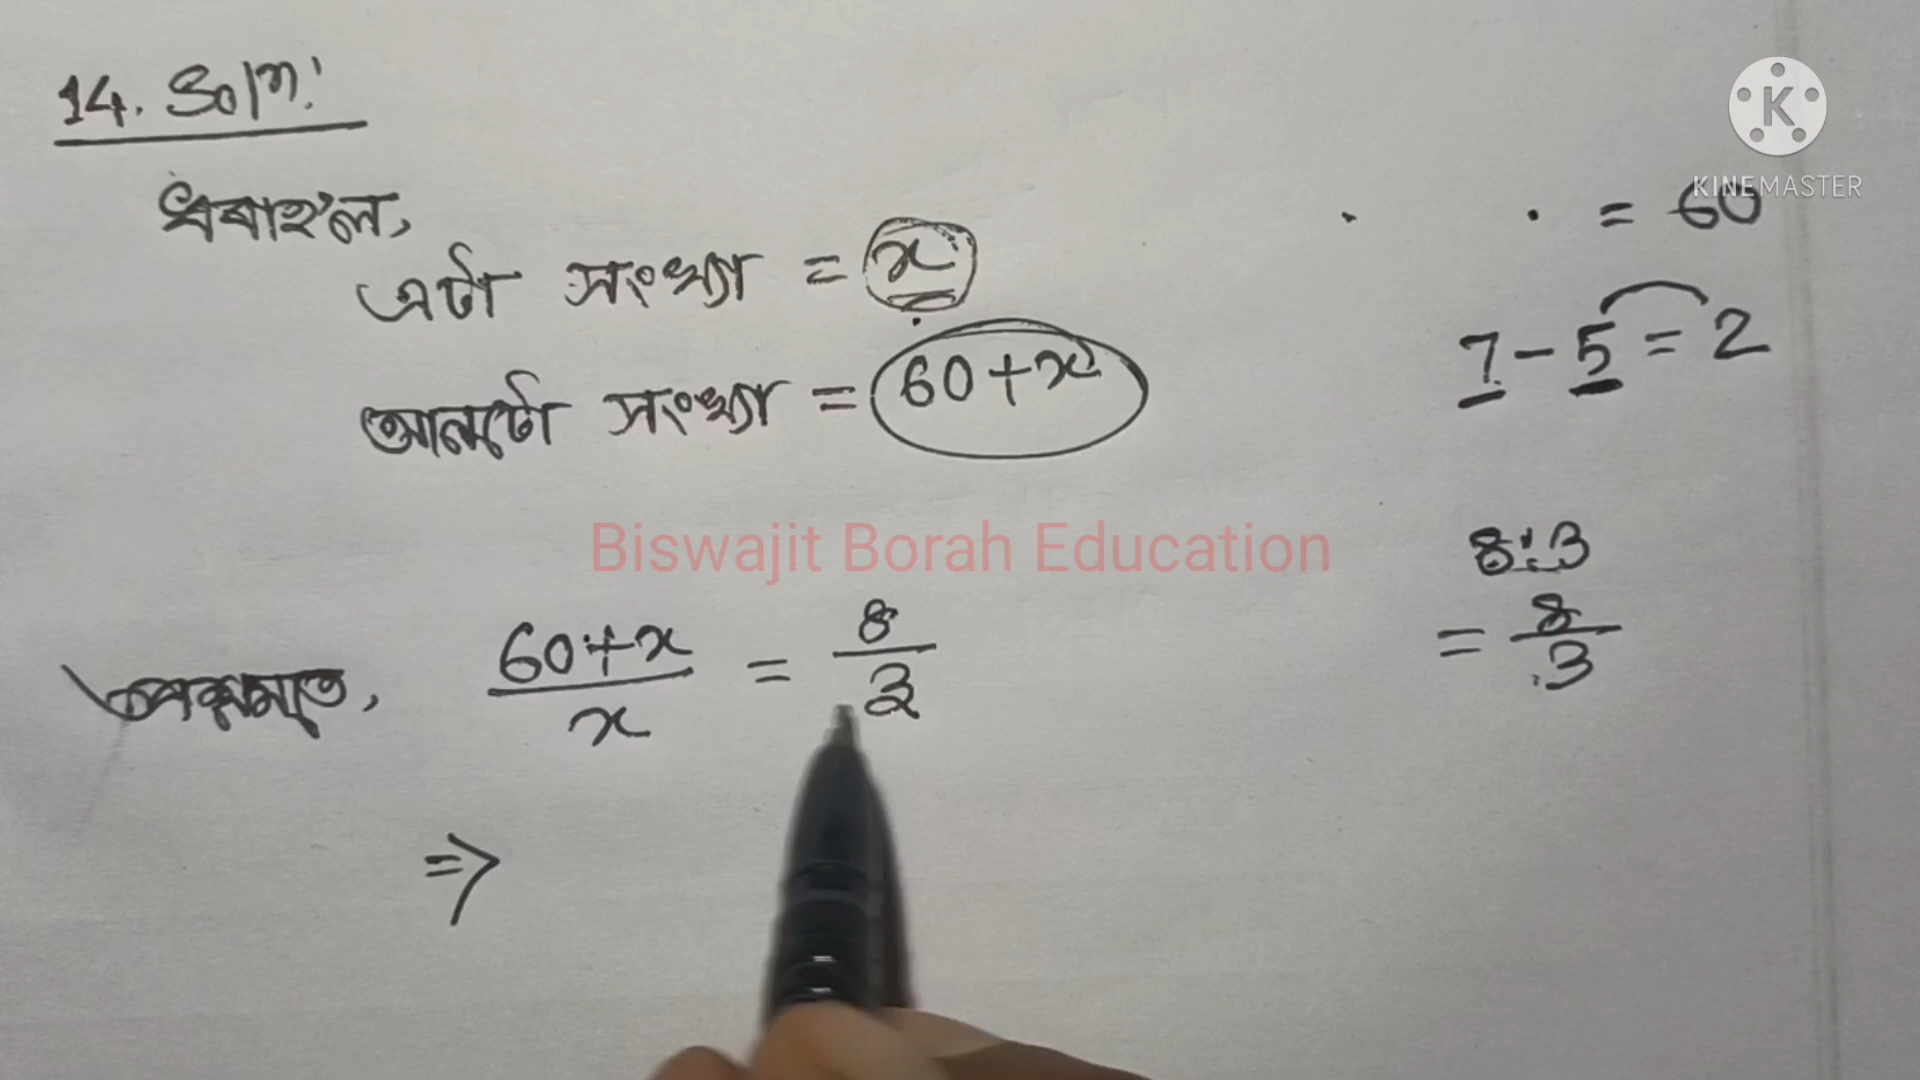 14. Soln:
ধৰাহ'ল,
এটা সংখ্যা = x
আনটো সংখ্যা = 60+x
প্ৰশ্নমতে, (60+x)/x = 8/3
=>
= 60
7 - 5 = 2
8:3
= 8/3
Biswajit Borah Education
K
KINEMASTER